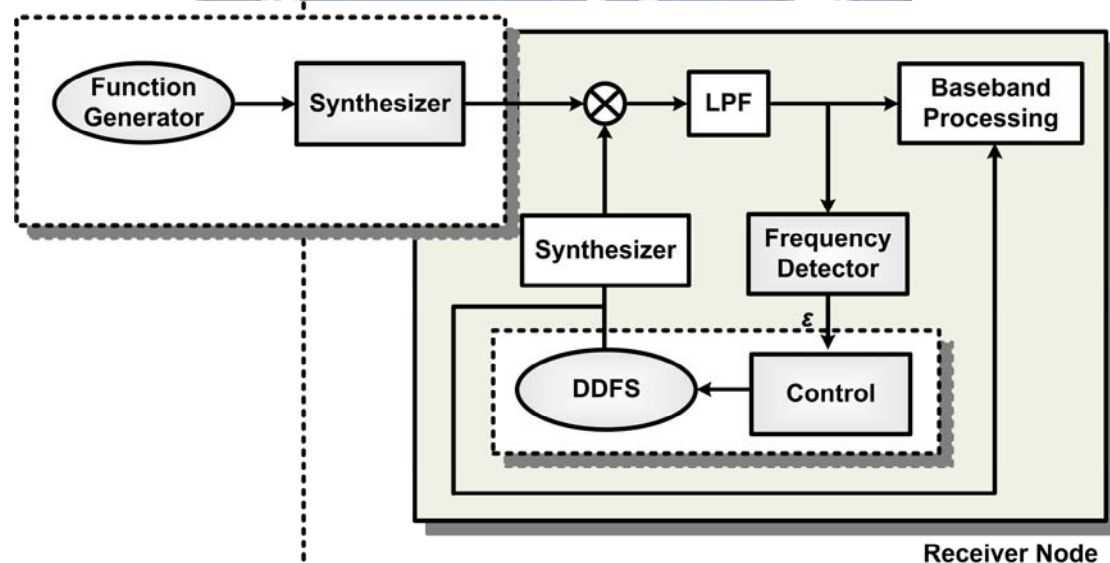 Function
Generator
Synthesizer
LPF
Baseband
Processing
Synthesizer
Frequency
Detector
ε
DDFS
Control
Receiver Node